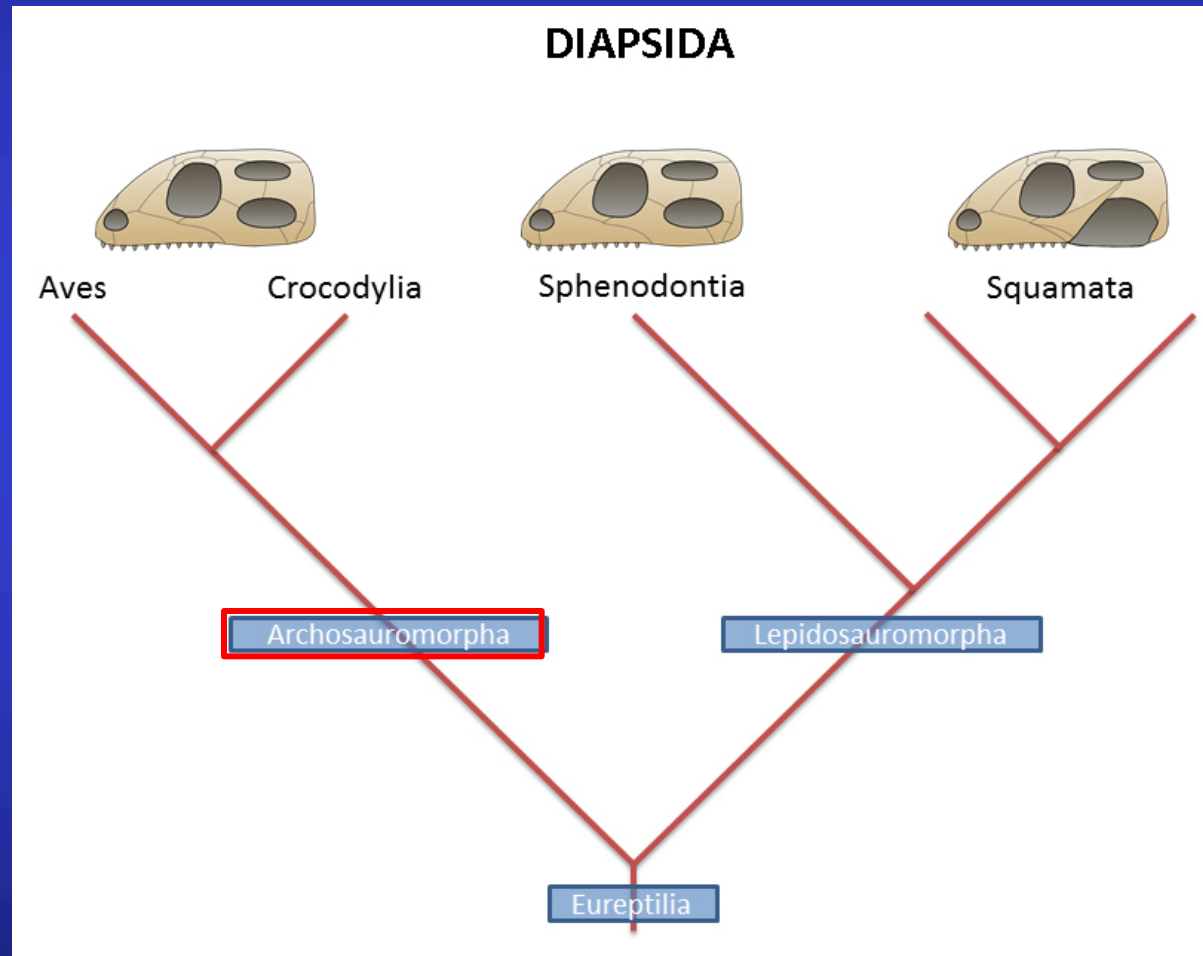 DIAPSIDA
Aves
Crocodylia
Sphenodontia
Squamata
Archosauromorpha
Lepidosauromorpha
Eureptilia